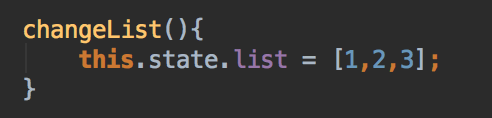 changeList(){
    this.state.list = [1,2,3];
}